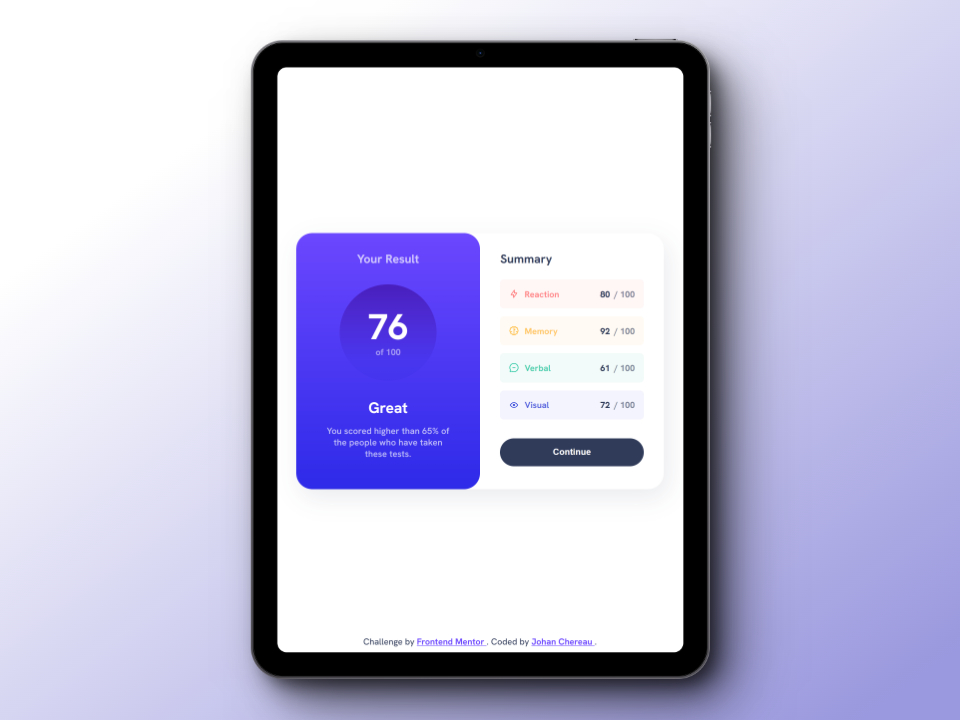 Your Result
76
of 100
Great
You scored higher than 65% of
the people who have taken
these tests.
Summary
Reaction 80 / 100
Memory 92 / 100
Verbal 61 / 100
Visual 72 / 100
Continue
Challenge by Frontend Mentor . Coded by Johan Chereau .